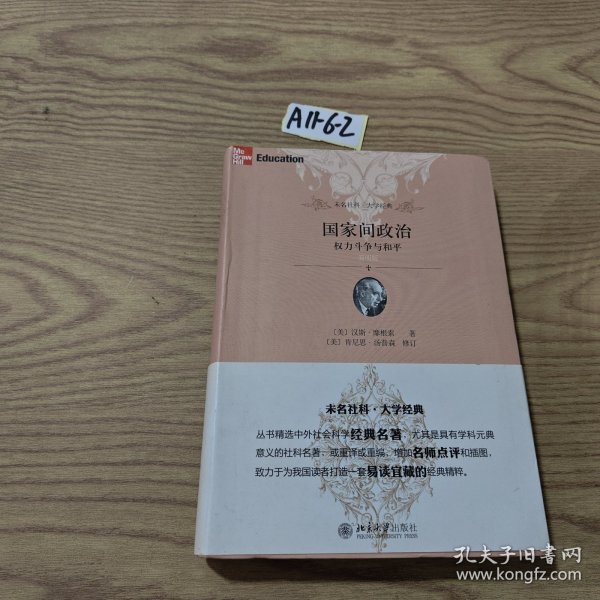 A11-6-2
Mc
Graw
Hill
Education
未名社科·大学经典
国家间政治
权力斗争与和平
简明版
[美] 汉斯·摩根索 著
[美] 肯尼思·汤普森 修订
未名社科·大学经典
丛书精选中外社会科学经典名著，尤其是具有学科元典
意义的社科名著，或重译或重编，增加名师点评和插图，
致力于为我国读者打造一套易读宜藏的经典精粹。
北京大学出版社
PEKING UNIVERSITY PRESS
孔夫子旧书网
www.kongfz.com